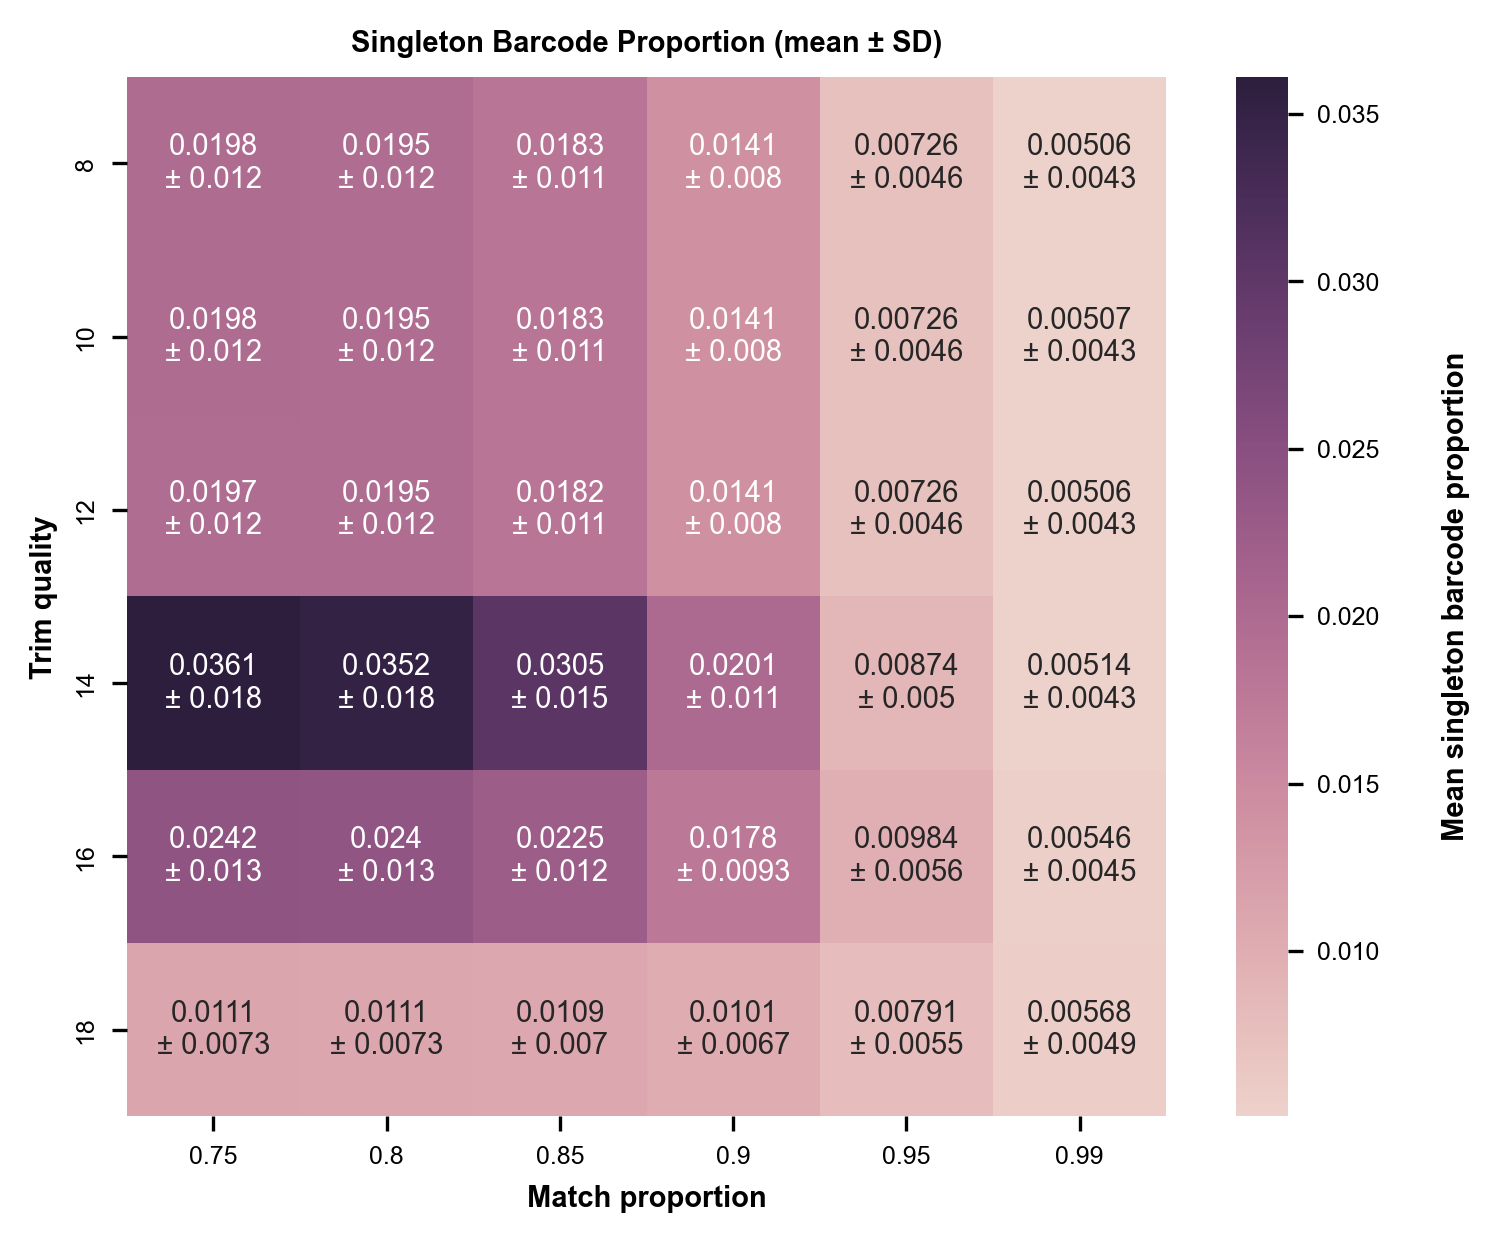 Singleton Barcode Proportion (mean ± SD)
0.0198 0.0195 0.0183 0.0141 0.00726 0.00506
± 0.012 ± 0.012 ± 0.011 ± 0.008 ± 0.0046 ± 0.0043
0.0198 0.0195 0.0183 0.0141 0.00726 0.00507
± 0.012 ± 0.012 ± 0.011 ± 0.008 ± 0.0046 ± 0.0043
0.0197 0.0195 0.0182 0.0141 0.00726 0.00506
± 0.012 ± 0.012 ± 0.011 ± 0.008 ± 0.0046 ± 0.0043
0.0361 0.0352 0.0305 0.0201 0.00874 0.00514
± 0.018 ± 0.018 ± 0.015 ± 0.011 ± 0.005 ± 0.0043
0.0242 0.024 0.0225 0.0178 0.00984 0.00546
± 0.013 ± 0.013 ± 0.012 ± 0.0093 ± 0.0056 ± 0.0045
0.0111 0.0111 0.0109 0.0101 0.00791 0.00568
± 0.0073 ± 0.0073 ± 0.007 ± 0.0067 ± 0.0055 ± 0.0049
8
10
12
14
16
18
Trim quality
0.75 0.8 0.85 0.9 0.95 0.99
Match proportion
0.035
0.030
0.025
0.020
0.015
0.010
Mean singleton barcode proportion